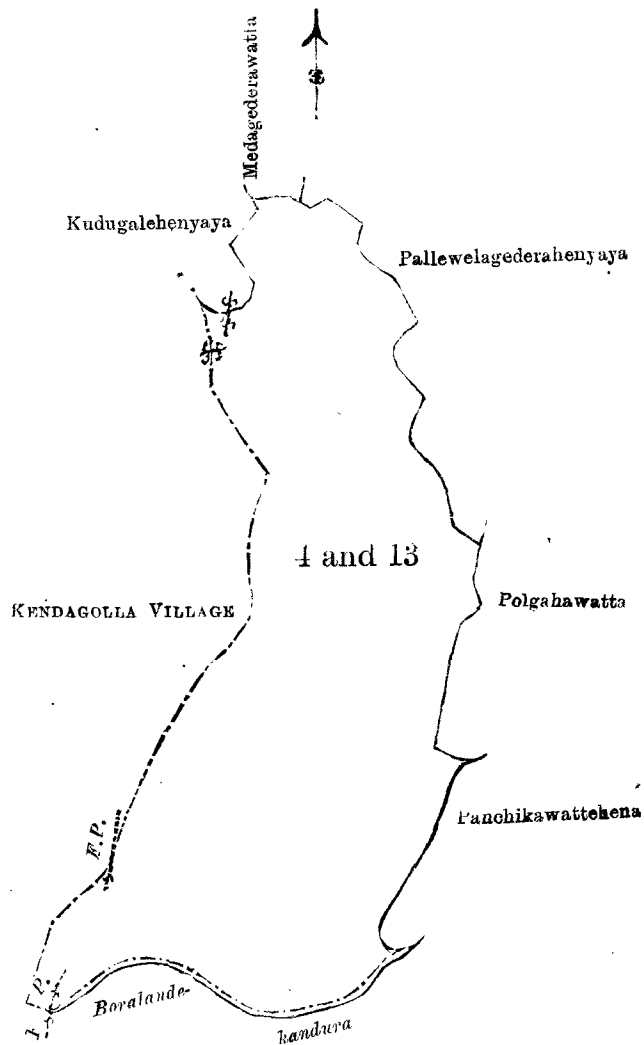 Medagederawatta
Kudugalehenyaya
Pallewelagederahenyaya
4 and 13
KENDAGOLLA VILLAGE
Polgahawatta
Panchikawattehena
F.P.
F.P.
Boralande-
kandura